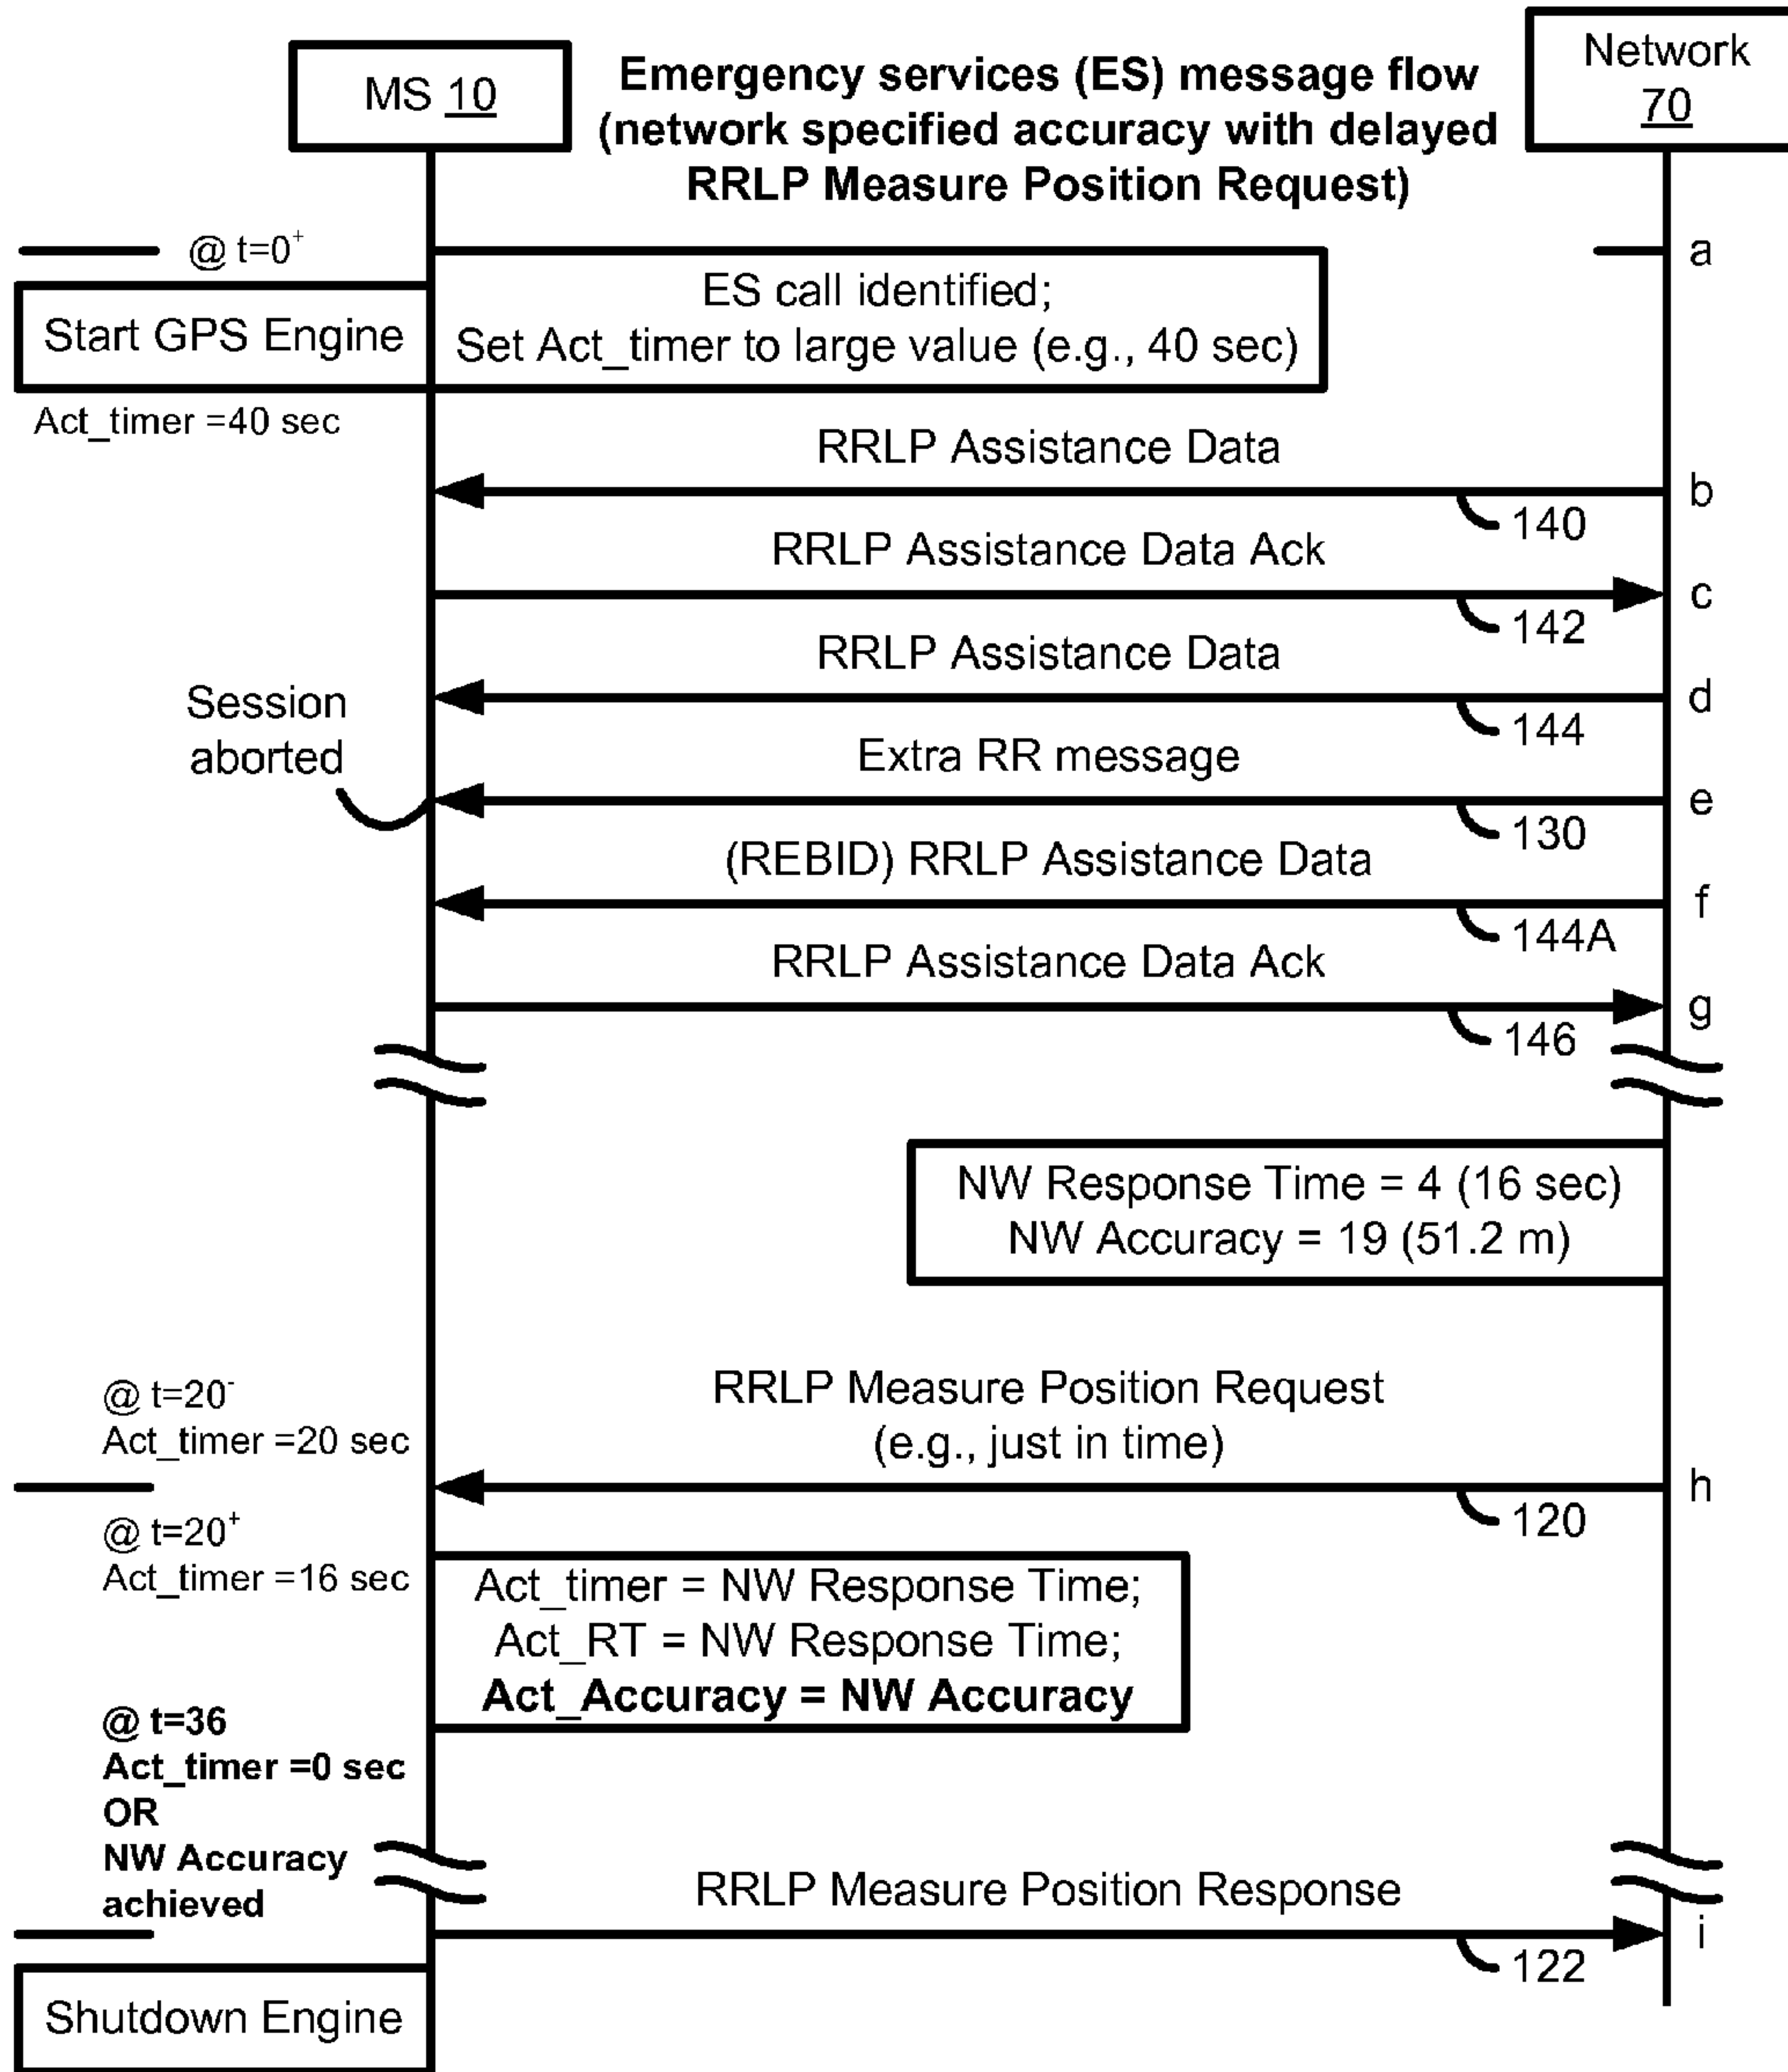 MS 10
Emergency services (ES) message flow
(network specified accuracy with delayed
RRLP Measure Position Request)
Network
70
@ t=0+
a
Start GPS Engine
ES call identified;
Set Act_timer to large value (e.g., 40 sec)
Act_timer =40 sec
RRLP Assistance Data
b
140
RRLP Assistance Data Ack
c
142
RRLP Assistance Data
d
144
Session
aborted
Extra RR message
e
130
(REBID) RRLP Assistance Data
f
144A
RRLP Assistance Data Ack
g
146
NW Response Time = 4 (16 sec)
NW Accuracy = 19 (51.2 m)
@ t=20-
Act_timer =20 sec
RRLP Measure Position Request
(e.g., just in time)
h
120
@ t=20+
Act_timer =16 sec
Act_timer = NW Response Time;
Act_RT = NW Response Time;
Act_Accuracy = NW Accuracy
@ t=36
Act_timer =0 sec
OR
NW Accuracy
achieved
RRLP Measure Position Response
i
122
Shutdown Engine